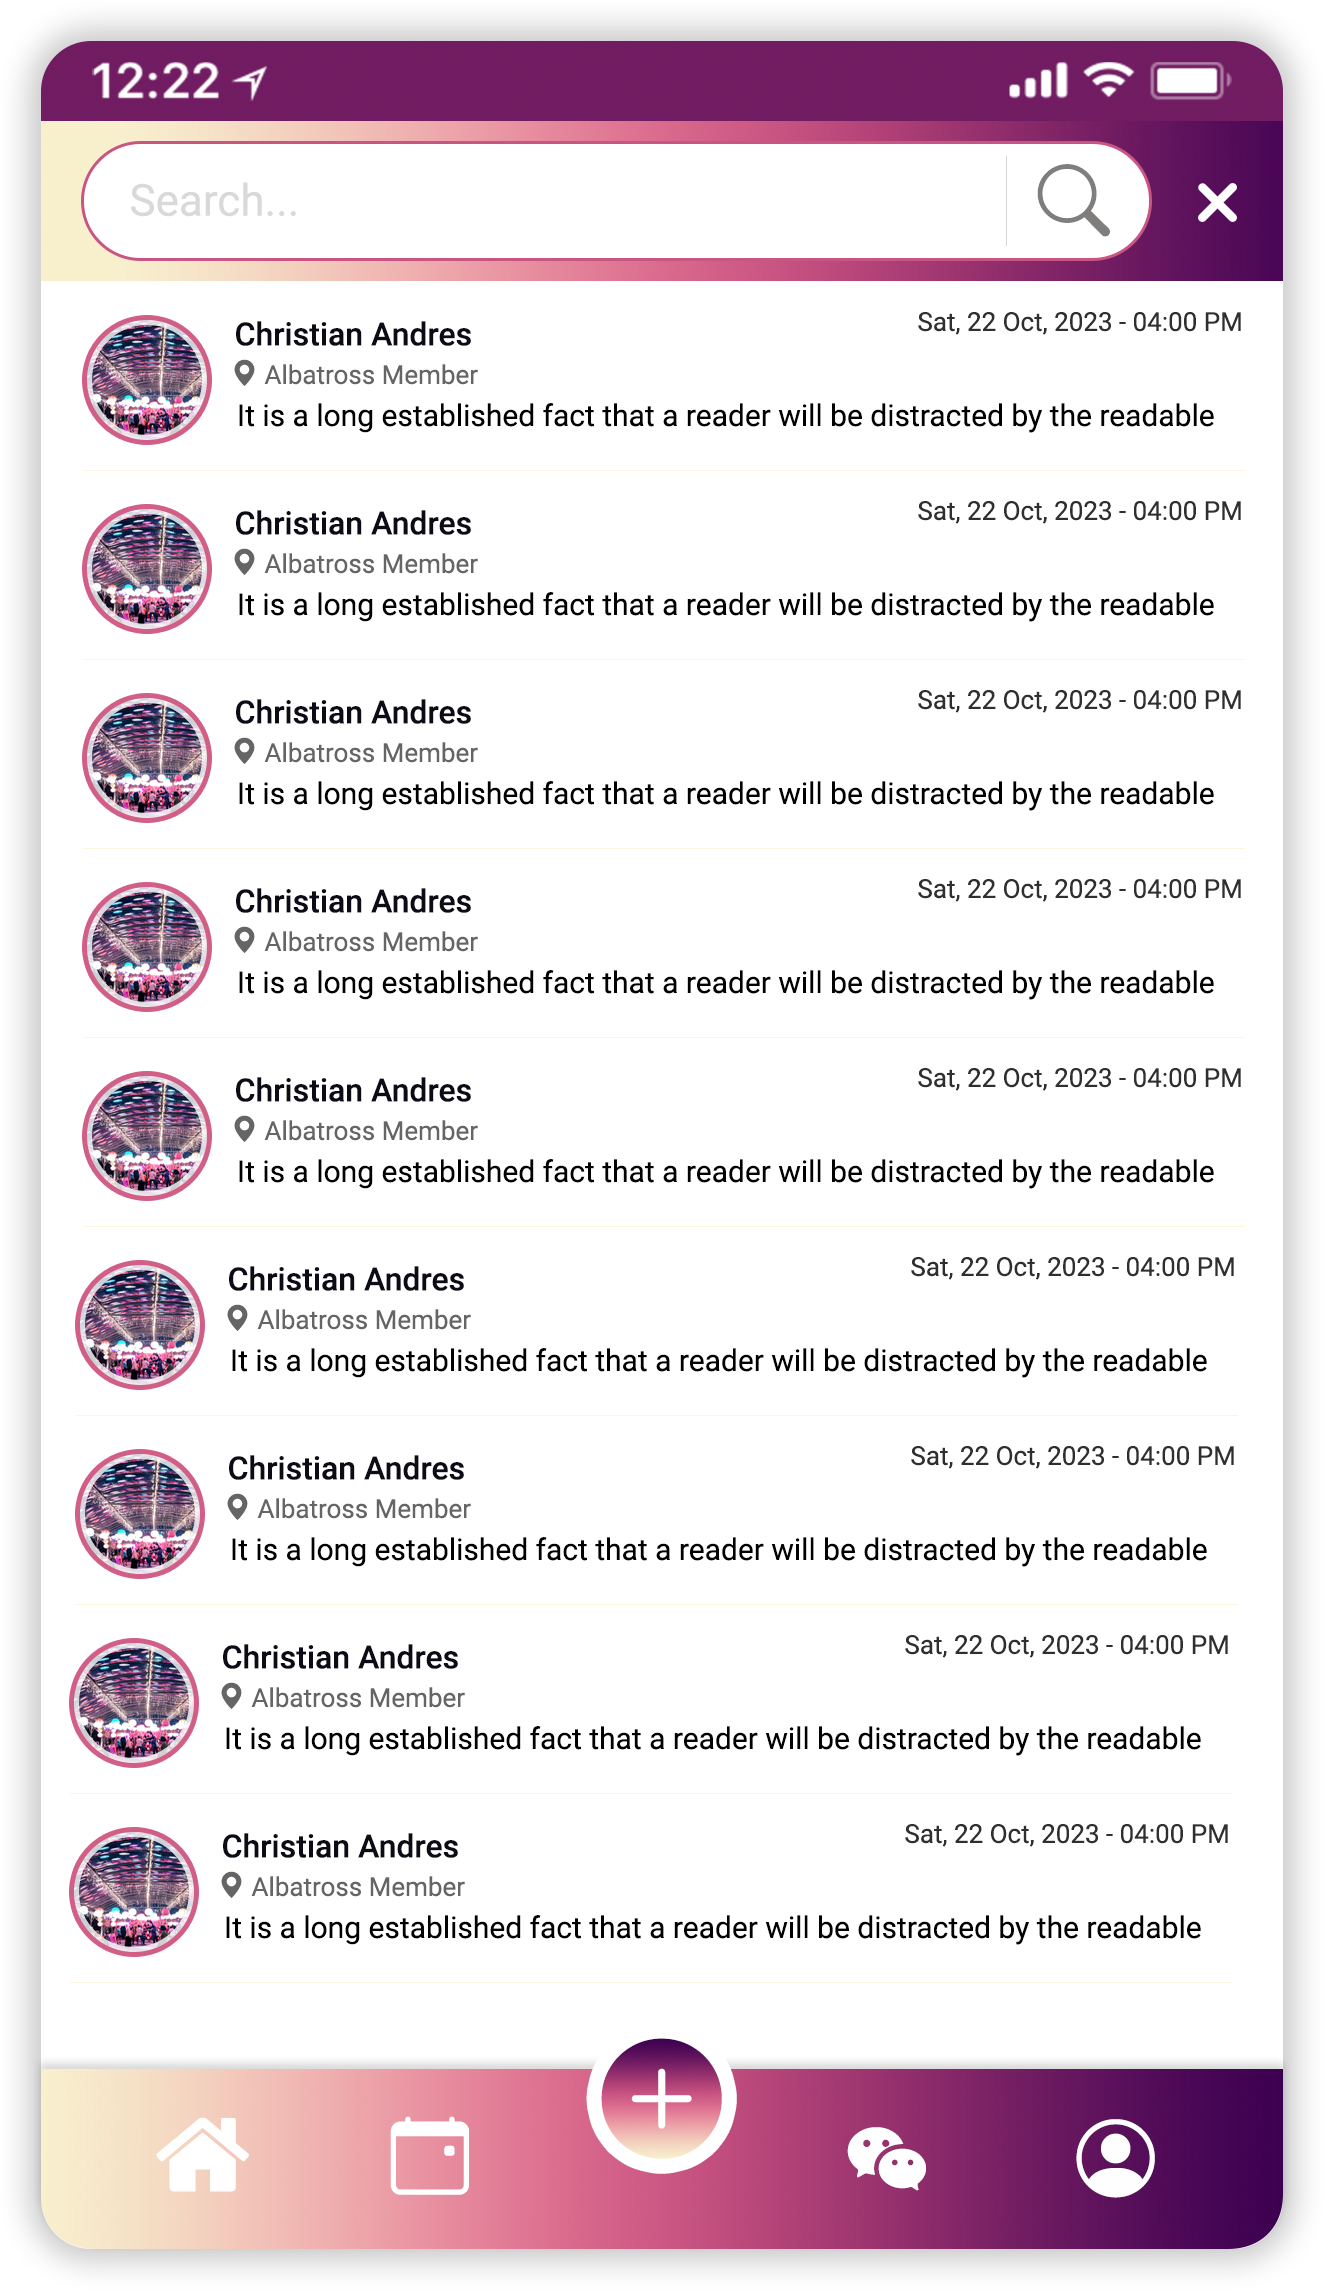 12:22
Search...
Christian Andres
Sat, 22 Oct, 2023 - 04:00 PM
Albatross Member
It is a long established fact that a reader will be distracted by the readable
Christian Andres
Sat, 22 Oct, 2023 - 04:00 PM
Albatross Member
It is a long established fact that a reader will be distracted by the readable
Christian Andres
Sat, 22 Oct, 2023 - 04:00 PM
Albatross Member
It is a long established fact that a reader will be distracted by the readable
Christian Andres
Sat, 22 Oct, 2023 - 04:00 PM
Albatross Member
It is a long established fact that a reader will be distracted by the readable
Christian Andres
Sat, 22 Oct, 2023 - 04:00 PM
Albatross Member
It is a long established fact that a reader will be distracted by the readable
Christian Andres
Sat, 22 Oct, 2023 - 04:00 PM
Albatross Member
It is a long established fact that a reader will be distracted by the readable
Christian Andres
Sat, 22 Oct, 2023 - 04:00 PM
Albatross Member
It is a long established fact that a reader will be distracted by the readable
Christian Andres
Sat, 22 Oct, 2023 - 04:00 PM
Albatross Member
It is a long established fact that a reader will be distracted by the readable
Christian Andres
Sat, 22 Oct, 2023 - 04:00 PM
Albatross Member
It is a long established fact that a reader will be distracted by the readable